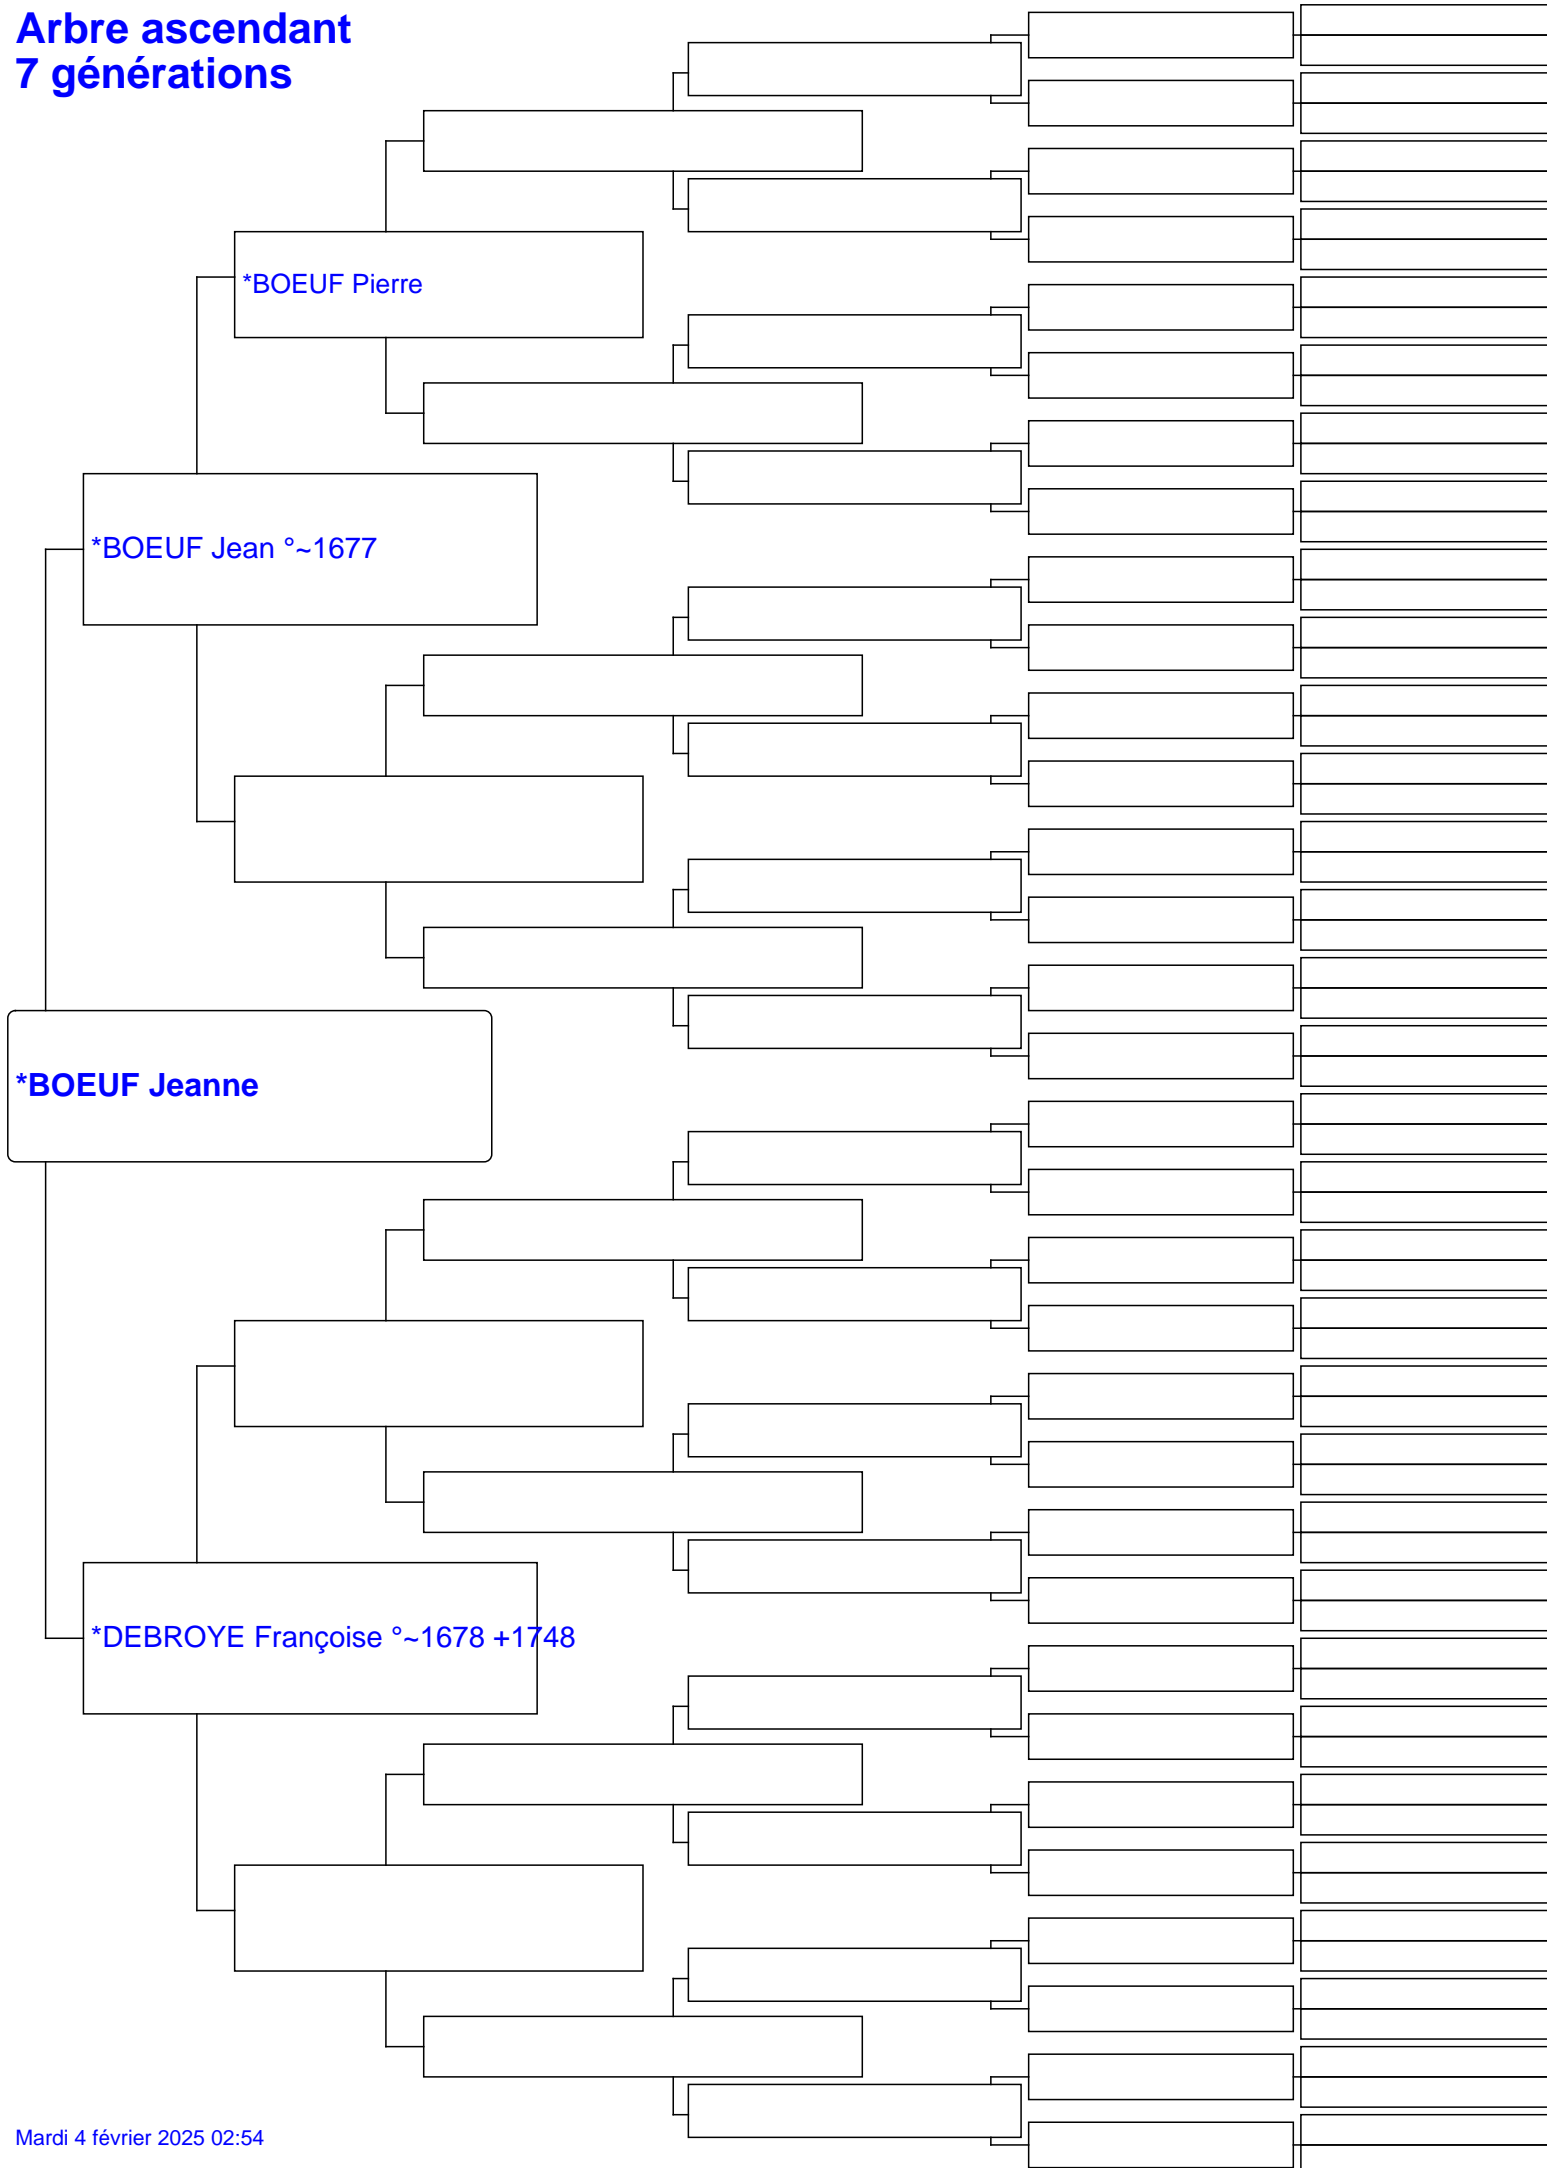 Arbre ascendant
7 générations
*BOEUF Pierre
*BOEUF Jean °~1677
*BOEUF Jeanne
*DEBROYE Françoise °~1678 +1748
Mardi 4 février 2025 02:54